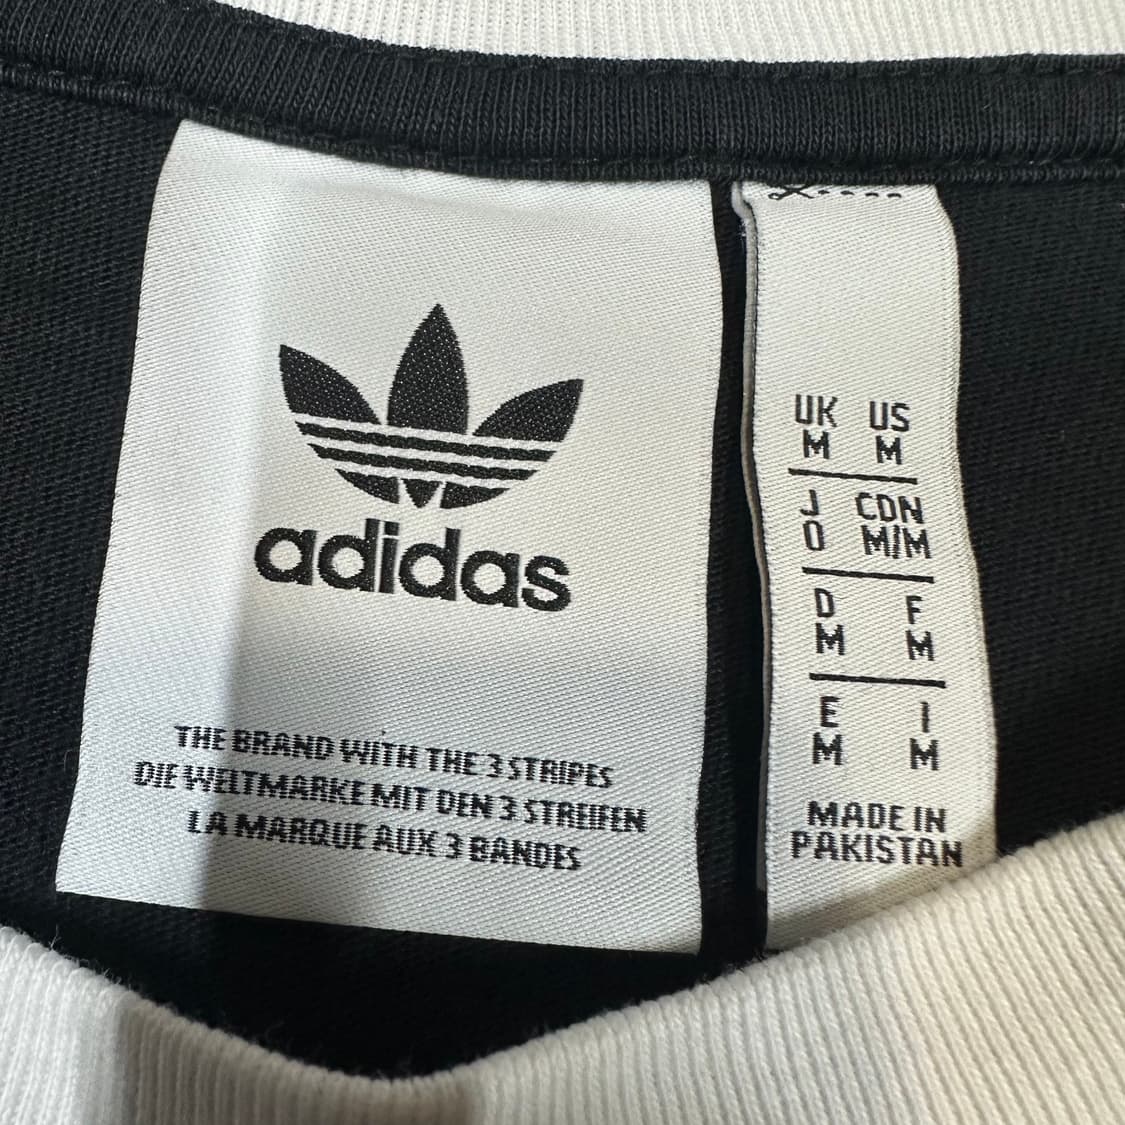 adidas
THE BRAND WITH THE 3 STRIPES
DIE WELTMARKE MIT DEN 3 STREIFEN
LA MARQUE AUX 3 BANDES
UK US
M M
J CDN
O M/M
D F
M M
E I
M M
MADE IN
PAKISTAN